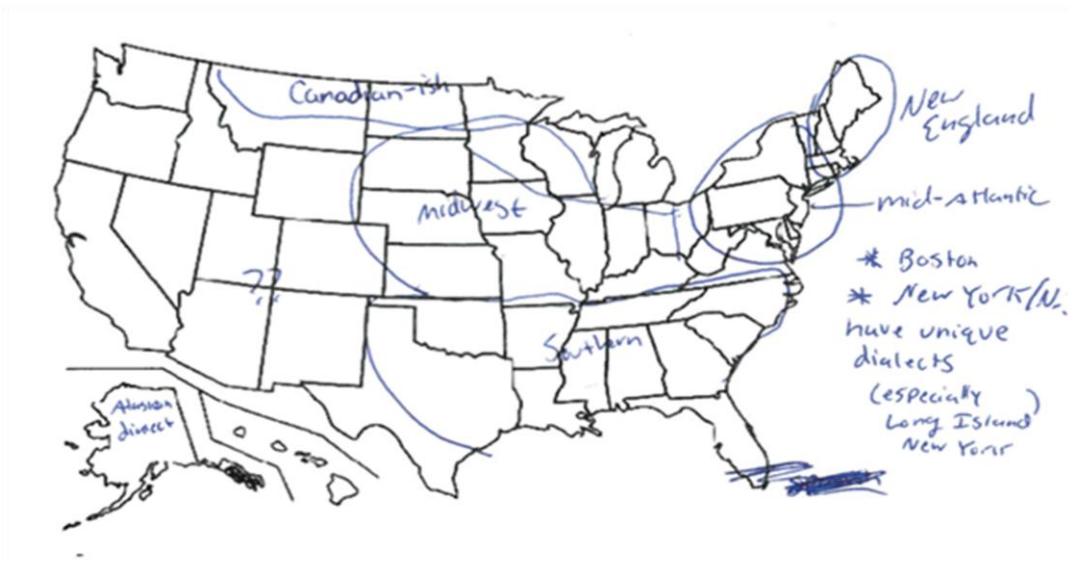 Canadian-ish
New
England
Midwest
mid-Atlantic
??
* Boston
* New York/N.
have unique
dialects
(especially
Long Island)
New York
Southern
Alaskan